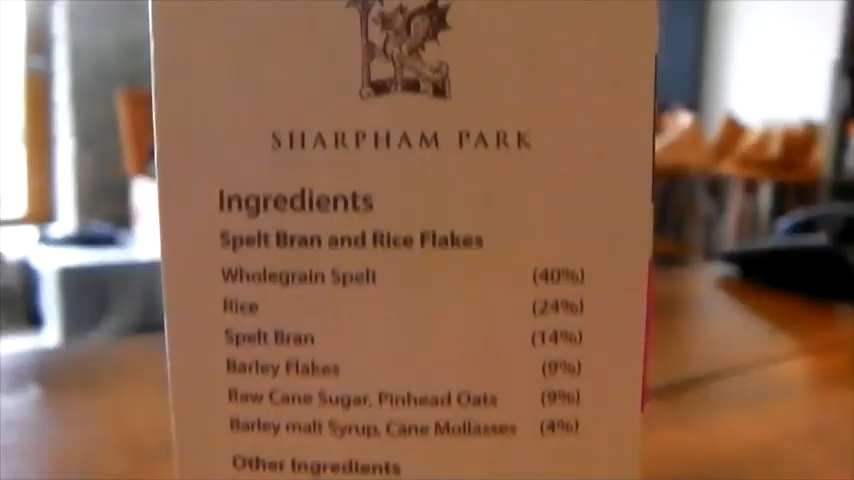 SHARPHAM PARK
Ingredients
Spelt Bran and Rice Flakes
Wholegrain Spelt (40%)
Rice (24%)
Spelt Bran (14%)
Barley Flakes (9%)
Raw Cane Sugar, Pinhead Oats (9%)
Barley malt Syrup, Cane Mollasses (4%)
Other Ingredients